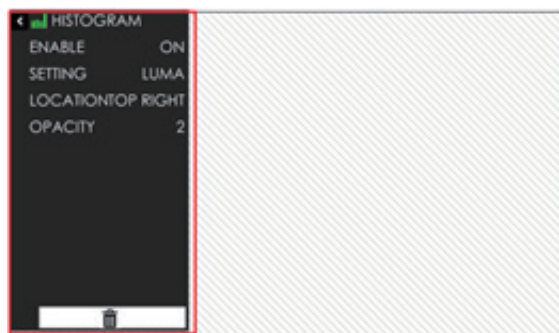 HISTOGRAM
ENABLE ON
SETTING LUMA
LOCATIONTOP RIGHT
OPACITY 2